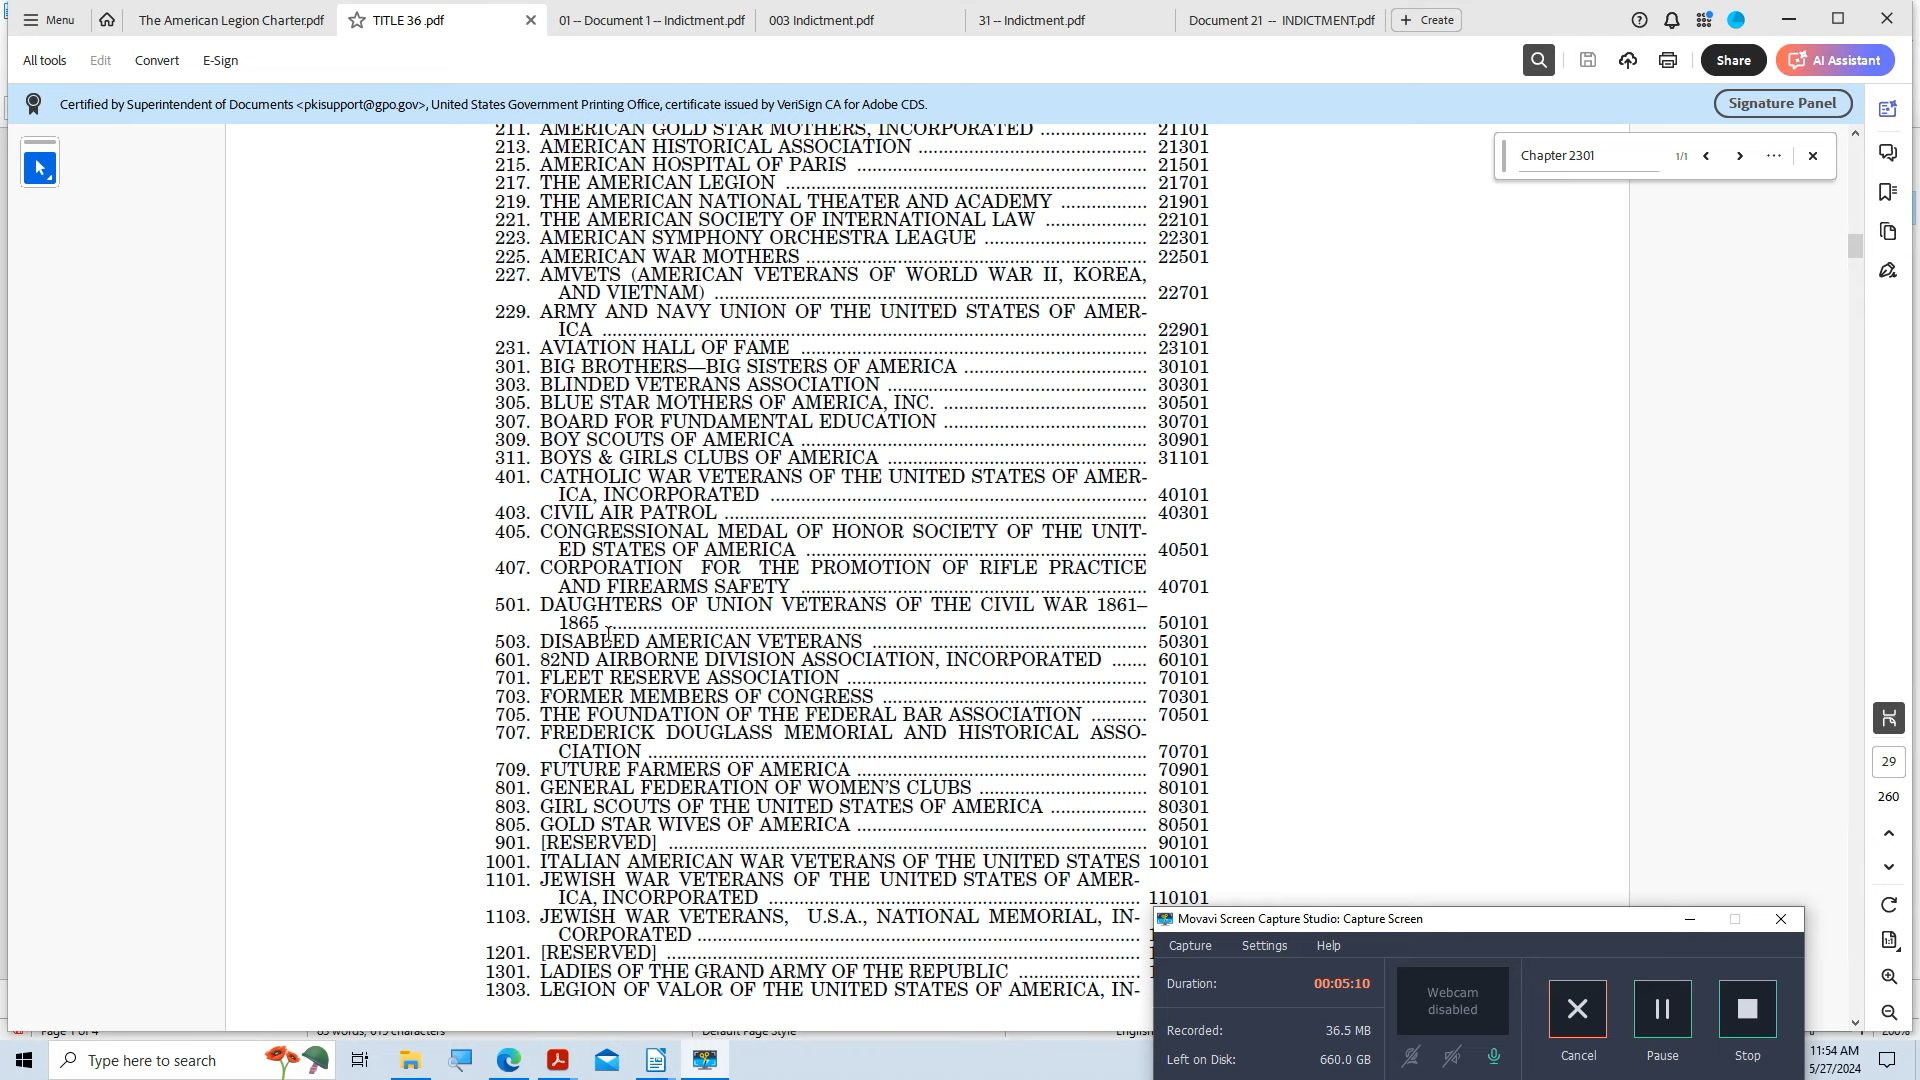 Menu
The American Legion Charter.pdf
TITLE 36 .pdf
01 -- Document 1 -- Indictment.pdf
003 Indictment.pdf
31 -- Indictment.pdf
Document 21 -- INDICTMENT.pdf
Create
All tools
Edit
Convert
E-Sign
Share
AI Assistant
Certified by Superintendent of Documents <pkisupport@gpo.gov>, United States Government Printing Office, certificate issued by VeriSign CA for Adobe CDS.
Signature Panel
Chapter 2301
1/1
211. AMERICAN GOLD STAR MOTHERS, INCORPORATED ..................... 21101
213. AMERICAN HISTORICAL ASSOCIATION ........................................... 21301
215. AMERICAN HOSPITAL OF PARIS ...................................................... 21501
217. THE AMERICAN LEGION .................................................................... 21701
219. THE AMERICAN NATIONAL THEATER AND ACADEMY ................ 21901
221. THE AMERICAN SOCIETY OF INTERNATIONAL LAW ................... 22101
223. AMERICAN SYMPHONY ORCHESTRA LEAGUE .............................. 22301
225. AMERICAN WAR MOTHERS ............................................................... 22501
227. AMVETS (AMERICAN VETERANS OF WORLD WAR II, KOREA,
AND VIETNAM) ................................................................................ 22701
229. ARMY AND NAVY UNION OF THE UNITED STATES OF AMER-
ICA ...................................................................................................... 22901
231. AVIATION HALL OF FAME ................................................................. 23101
301. BIG BROTHERS—BIG SISTERS OF AMERICA .................................. 30101
303. BLINDED VETERANS ASSOCIATION ................................................ 30301
305. BLUE STAR MOTHERS OF AMERICA, INC. ...................................... 30501
307. BOARD FOR FUNDAMENTAL EDUCATION ...................................... 30701
309. BOY SCOUTS OF AMERICA ................................................................ 30901
311. BOYS & GIRLS CLUBS OF AMERICA ................................................. 31101
401. CATHOLIC WAR VETERANS OF THE UNITED STATES OF AMER-
ICA, INCORPORATED ....................................................................... 40101
403. CIVIL AIR PATROL ............................................................................... 40301
405. CONGRESSIONAL MEDAL OF HONOR SOCIETY OF THE UNIT-
ED STATES OF AMERICA ................................................................ 40501
407. CORPORATION FOR THE PROMOTION OF RIFLE PRACTICE
AND FIREARMS SAFETY ................................................................. 40701
501. DAUGHTERS OF UNION VETERANS OF THE CIVIL WAR 1861–
1865 ..................................................................................................... 50101
503. DISABLED AMERICAN VETERANS ................................................... 50301
601. 82ND AIRBORNE DIVISION ASSOCIATION, INCORPORATED ....... 60101
701. FLEET RESERVE ASSOCIATION ........................................................ 70101
703. FORMER MEMBERS OF CONGRESS ................................................. 70301
705. THE FOUNDATION OF THE FEDERAL BAR ASSOCIATION ........... 70501
707. FREDERICK DOUGLASS MEMORIAL AND HISTORICAL ASSO-
CIATION ............................................................................................. 70701
709. FUTURE FARMERS OF AMERICA ...................................................... 70901
801. GENERAL FEDERATION OF WOMEN'S CLUBS ............................... 80101
803. GIRL SCOUTS OF THE UNITED STATES OF AMERICA .................. 80301
805. GOLD STAR WIVES OF AMERICA ...................................................... 80501
901. [RESERVED] ......................................................................................... 90101
1001. ITALIAN AMERICAN WAR VETERANS OF THE UNITED STATES 100101
1101. JEWISH WAR VETERANS OF THE UNITED STATES OF AMER-
ICA, INCORPORATED ....................................................................... 110101
1103. JEWISH WAR VETERANS, U.S.A., NATIONAL MEMORIAL, IN-
CORPORATED ...................................................................................
1201. [RESERVED] .........................................................................................
1301. LADIES OF THE GRAND ARMY OF THE REPUBLIC .......................
1303. LEGION OF VALOR OF THE UNITED STATES OF AMERICA, IN-
29
260
Movavi Screen Capture Studio: Capture Screen
Capture
Settings
Help
Duration:
00:05:10
Webcam
disabled
Recorded:
36.5 MB
Left on Disk:
660.0 GB
Cancel
Pause
Stop
Type here to search
11:54 AM
5/27/2024